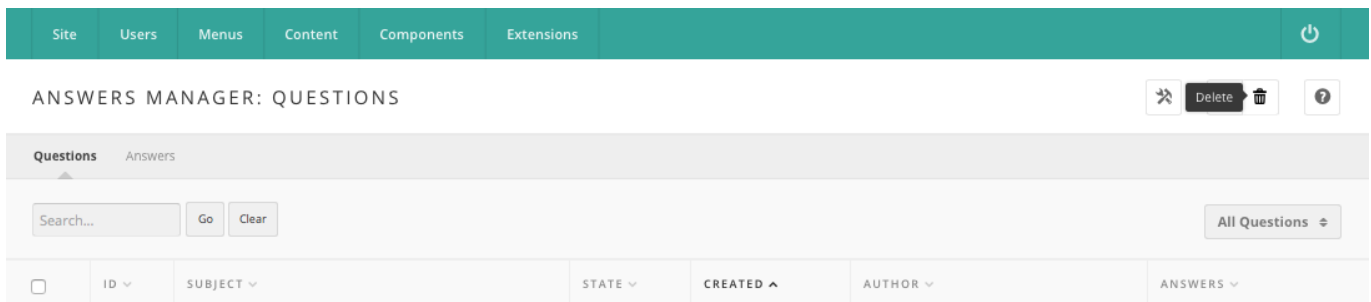 Site Users Menus Content Components Extensions
ANSWERS MANAGER: QUESTIONS Delete
Questions Answers
Search... Go Clear All Questions
ID SUBJECT STATE CREATED AUTHOR ANSWERS